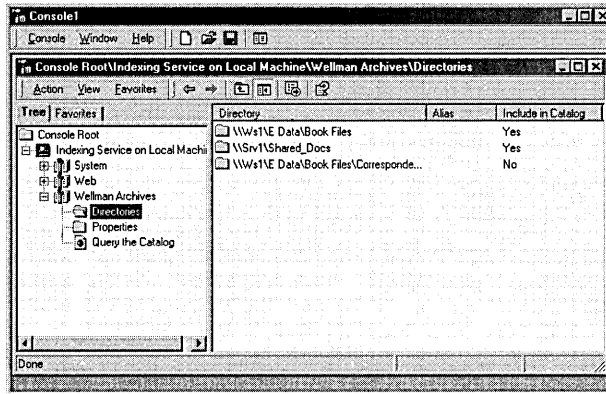 Console1
Console Window Help
Console Root\Indexing Service on Local Machine\Wellman Archives\Directories
Action View Favorites
Tree Favorites
Console Root
Indexing Service on Local Machi
System
Web
Wellman Archives
Directories
Properties
Query the Catalog
Directory Alias Include in Catalog
\\Ws1\E Data\Book Files Yes
\\Srv1\Shared_Docs Yes
\\Ws1\E Data\Book Files\Corresponde... No
Done